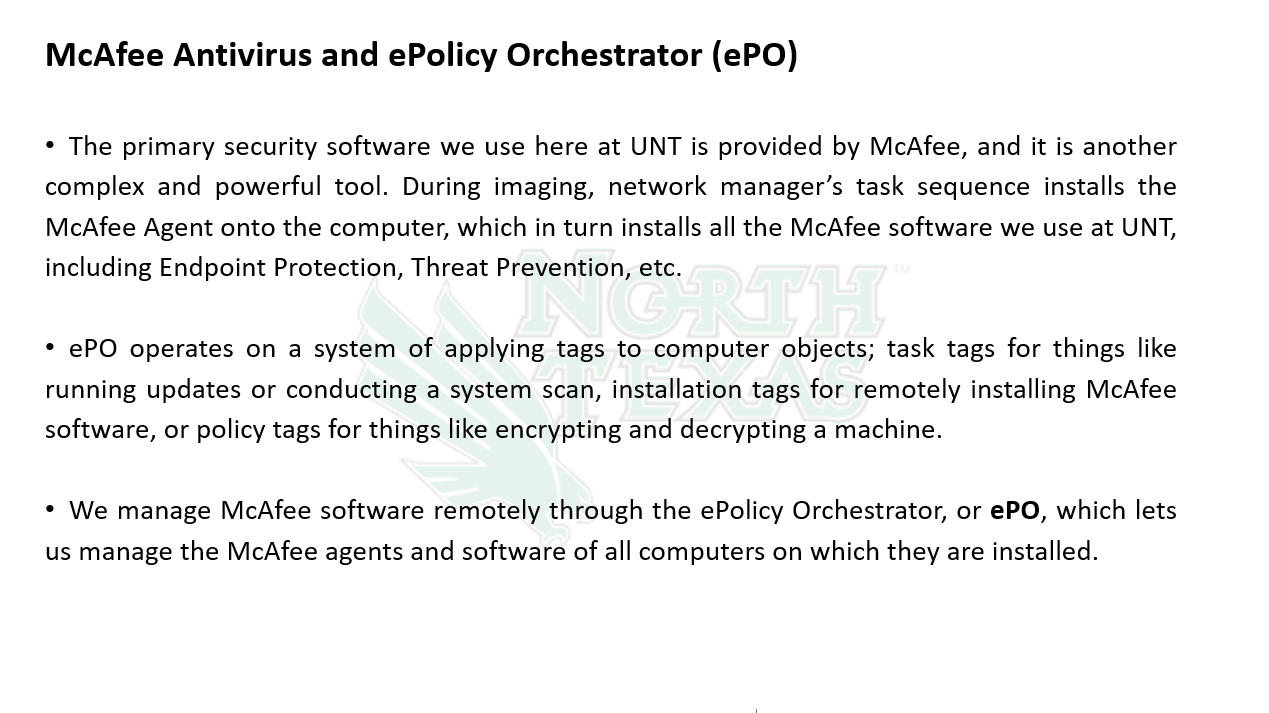 McAfee Antivirus and ePolicy Orchestrator (ePO)
• The primary security software we use here at UNT is provided by McAfee, and it is another
complex and powerful tool. During imaging, network manager’s task sequence installs the
McAfee Agent onto the computer, which in turn installs all the McAfee software we use at UNT,
including Endpoint Protection, Threat Prevention, etc.
NORTH™
TEXAS
• ePO operates on a system of applying tags to computer objects; task tags for things like
running updates or conducting a system scan, installation tags for remotely installing McAfee
software, or policy tags for things like encrypting and decrypting a machine.
• We manage McAfee software remotely through the ePolicy Orchestrator, or ePO, which lets
us manage the McAfee agents and software of all computers on which they are installed.